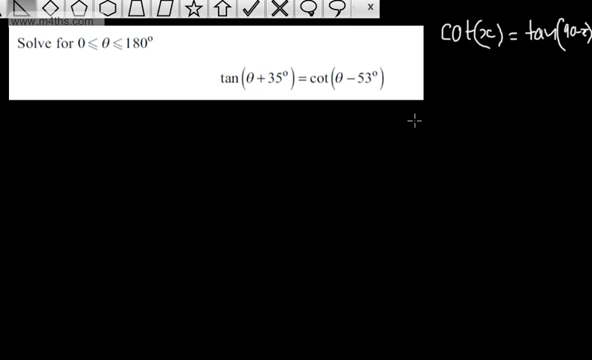 www.m4ths.com
Solve for 0 ⩽ θ ⩽ 180°
cot(x) = tan(90-x)
tan(θ + 35°) = cot(θ − 53°)